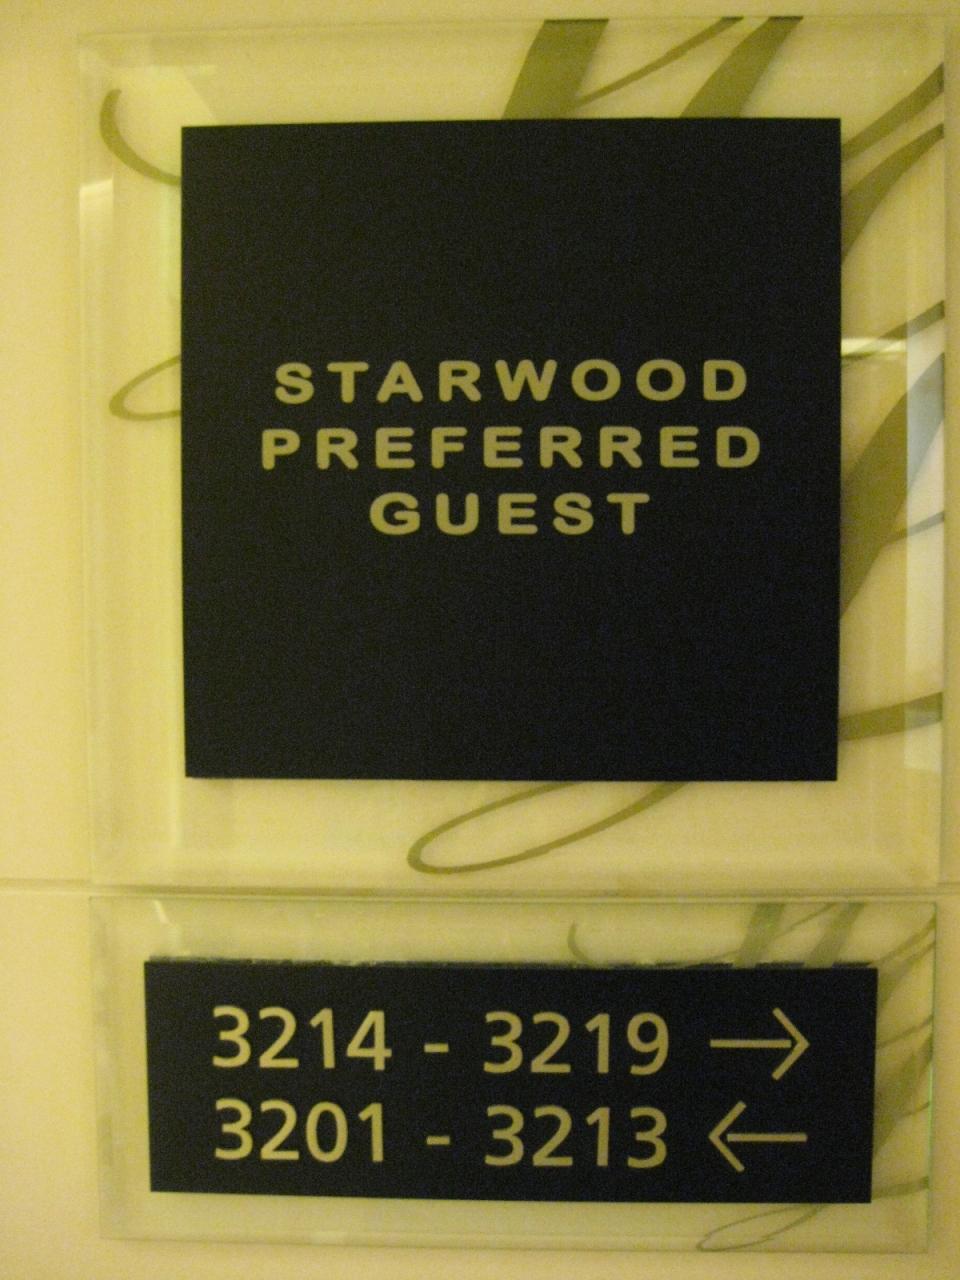 STARWOOD
PREFERRED
GUEST
3214 - 3219 →
3201 - 3213 ←